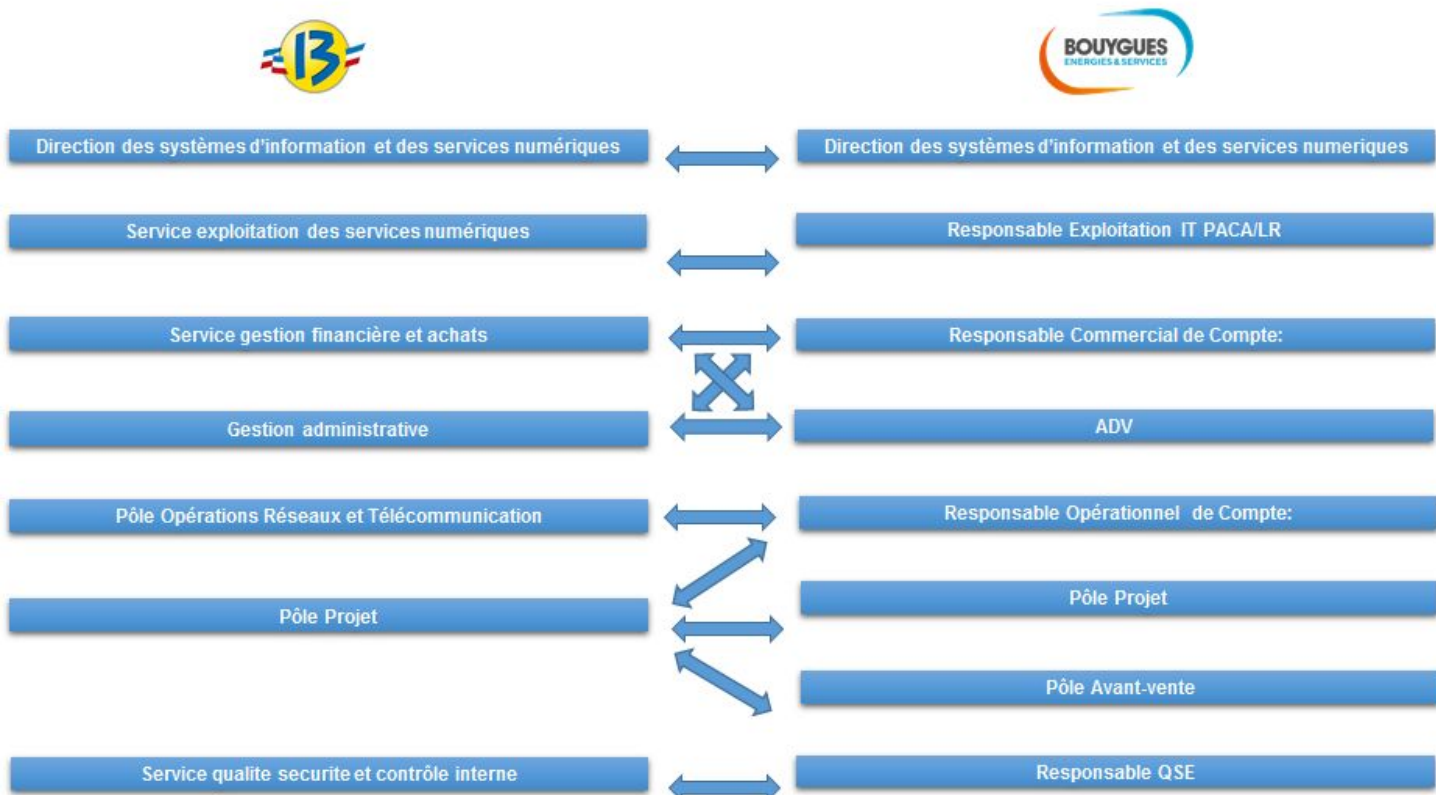 13
BOUYGUES
ENERGIES & SERVICES
Direction des systèmes d'information et des services numériques
Direction des systèmes d'information et des services numeriques
Service exploitation des services numériques
Responsable Exploitation IT PACA/LR
Service gestion financière et achats
Responsable Commercial de Compte:
Gestion administrative
ADV
Pôle Opérations Réseaux et Télécommunication
Responsable Opérationnel de Compte:
Pôle Projet
Pôle Projet
Pôle Avant-vente
Service qualite securite et contrôle interne
Responsable QSE